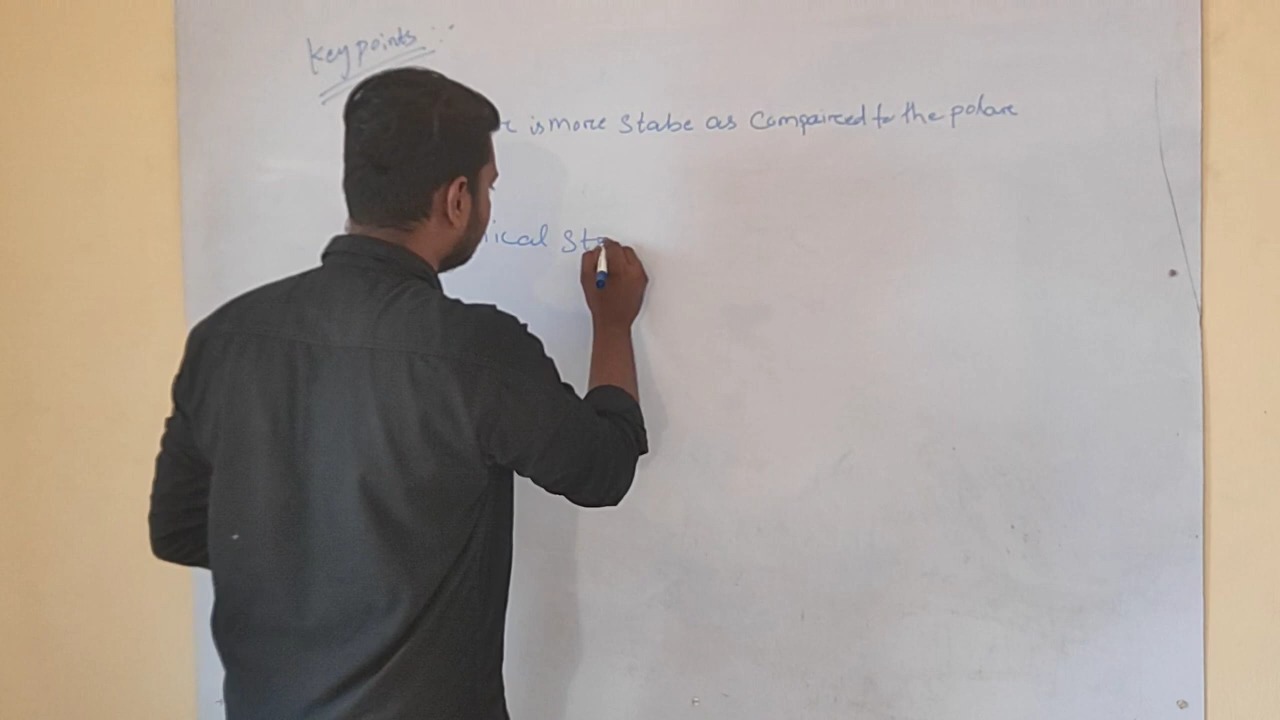 Key points :-
is more stabe as compaired to the polare
ical st